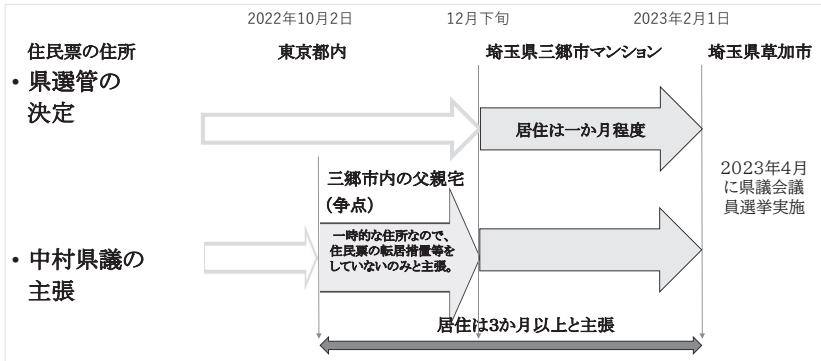 2022年10月2日 12月下旬 2023年2月1日
住民票の住所 東京都内 埼玉県三郷市マンション 埼玉県草加市
・県選管の
決定
居住は一か月程度
三郷市内の父親宅
(争点)
2023年4月
に県議会議
員選挙実施
・中村県議の
主張
一時的な住所なので、
住民票の転居措置等を
していないのみと主張。
居住は3か月以上と主張